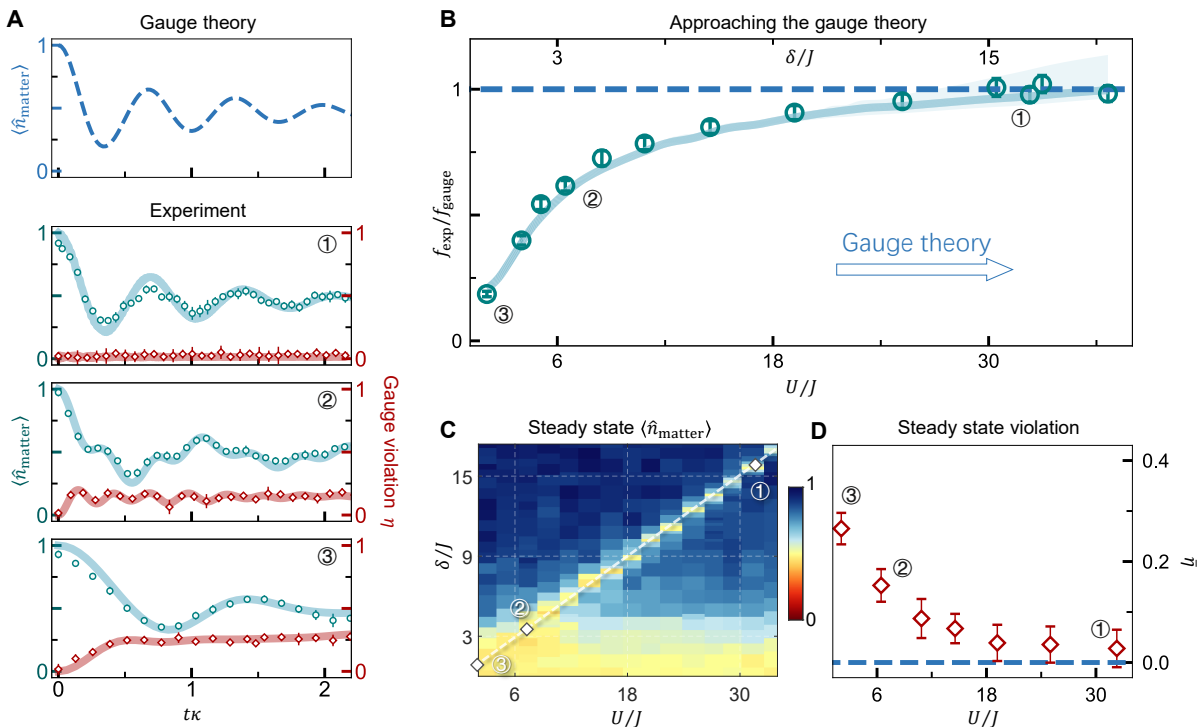 A
Gauge theory
1
⟨n̂matter⟩
0
Experiment
1
①
1
0
0
1
②
1
⟨n̂matter⟩
Gauge violation η
0
0
1
③
1
0
0
0
1
2
tκ
B
Approaching the gauge theory
3
δ/J
15
1
fexp/fgauge
①
②
③
Gauge theory
0
6
18
30
U/J
C
Steady state ⟨n̂matter⟩
15
9
3
δ/J
①
②
③
6
18
30
U/J
1
0
D
Steady state violation
0.4
0.2
0.0
③
②
①
6
18
30
U/J